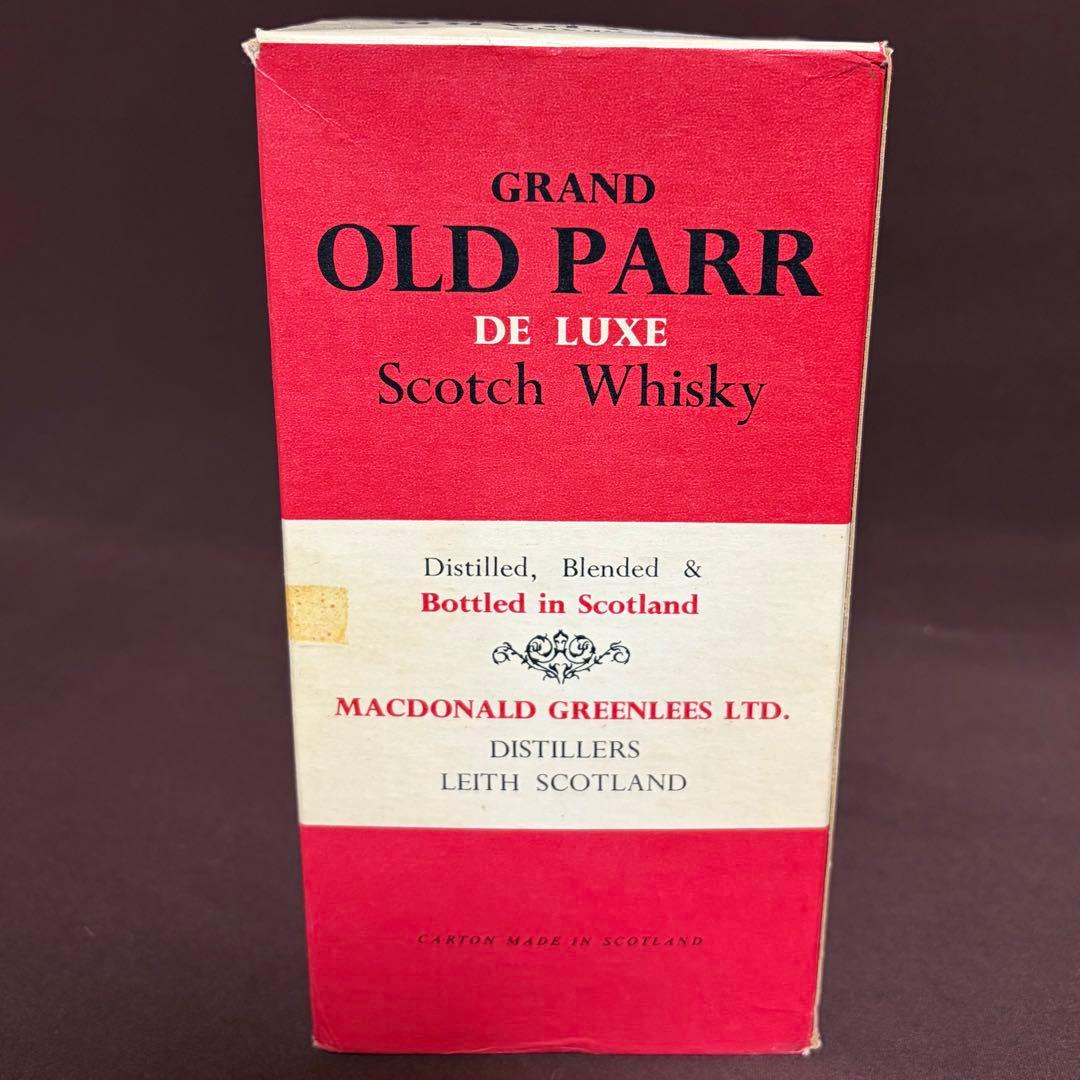 GRAND
OLD PARR
DE LUXE
Scotch Whisky
Distilled, Blended &
Bottled in Scotland
MACDONALD GREENLEES LTD.
DISTILLERS
LEITH SCOTLAND
CARTON MADE IN SCOTLAND